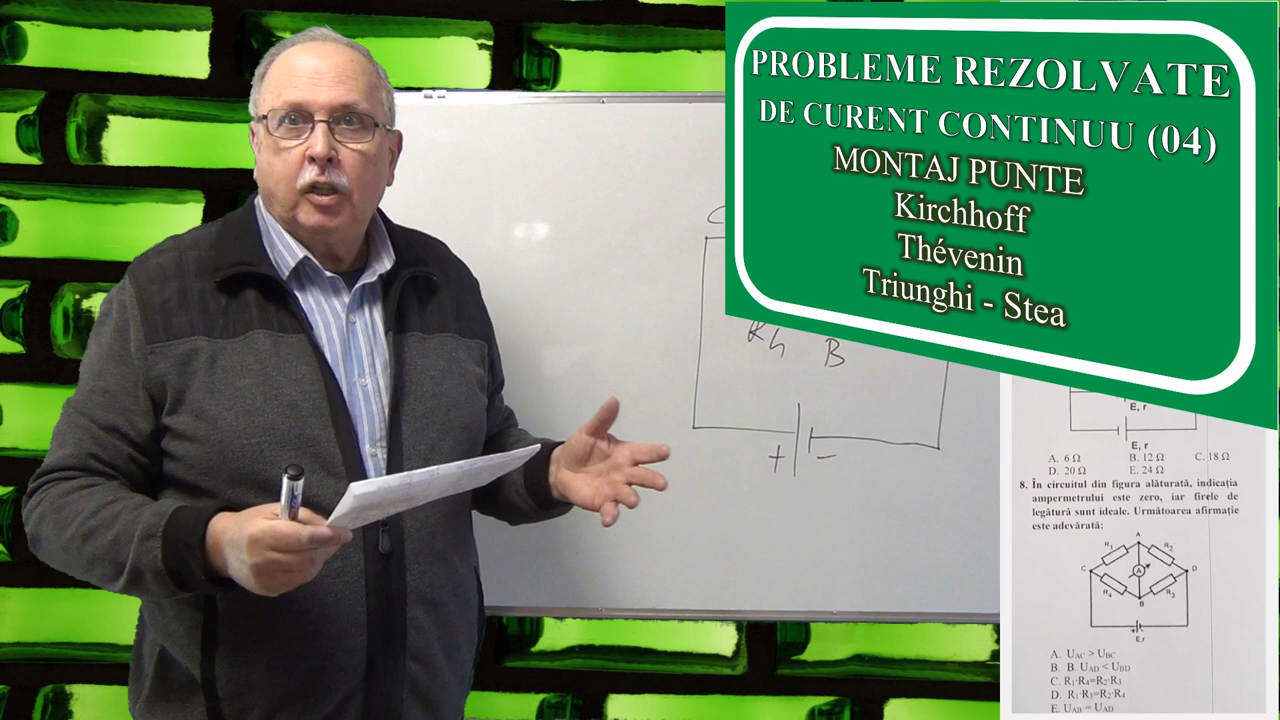 PROBLEME REZOLVATE
DE CURENT CONTINUU (04)
MONTAJ PUNTE
Kirchhoff
Thévenin
Triunghi - Stea
C
Rh
B
+
-
E, r
E, r
A. 6 Ω B. 12 Ω C. 18 Ω
D. 20 Ω E. 24 Ω
8. În circuitul din figura alăturată, indicația
ampermetrului este zero, iar firele de
legătură sunt ideale. Următoarea afirmație
este adevărată:
A
R1 R2
C A D
R4 R3
B
+ -
E,r
A. UAC > UBC
B. B. UAD < UBD
C. R1·R4=R2·R3
D. R1·R3=R2·R4
E. UAB = UAD